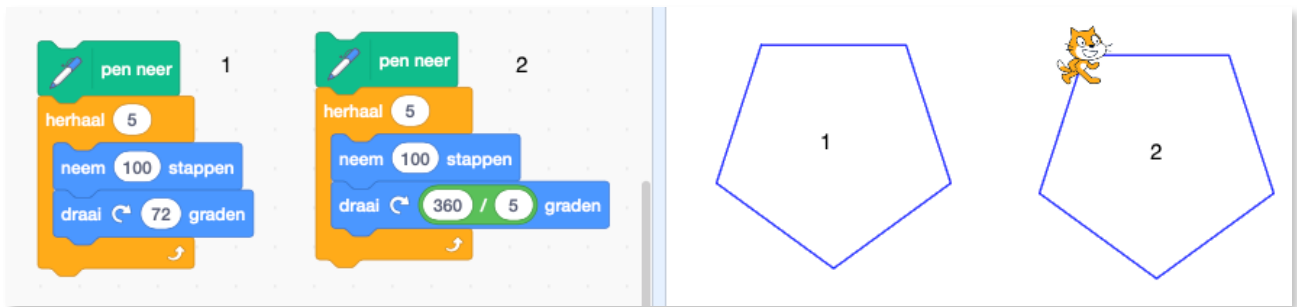 pen neer
1
herhaal 5
neem 100 stappen
draai 72 graden
pen neer
2
herhaal 5
neem 100 stappen
draai 360 / 5 graden
1
2